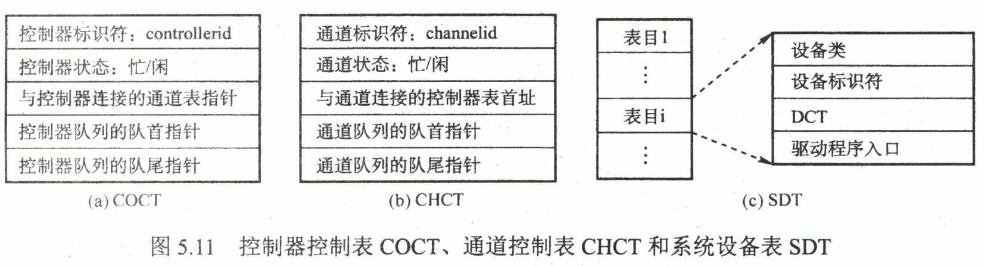 控制器标识符：controllerid
控制器状态：忙/闲
与控制器连接的通道表指针
控制器队列的队首指针
控制器队列的队尾指针
(a) COCT
通道标识符：channelid
通道状态：忙/闲
与通道连接的控制器表首址
通道队列的队首指针
通道队列的队尾指针
(b) CHCT
表目1
⋮
表目i
⋮
设备类
设备标识符
DCT
驱动程序入口
(c) SDT
图 5.11 控制器控制表 COCT、通道控制表 CHCT 和系统设备表 SDT